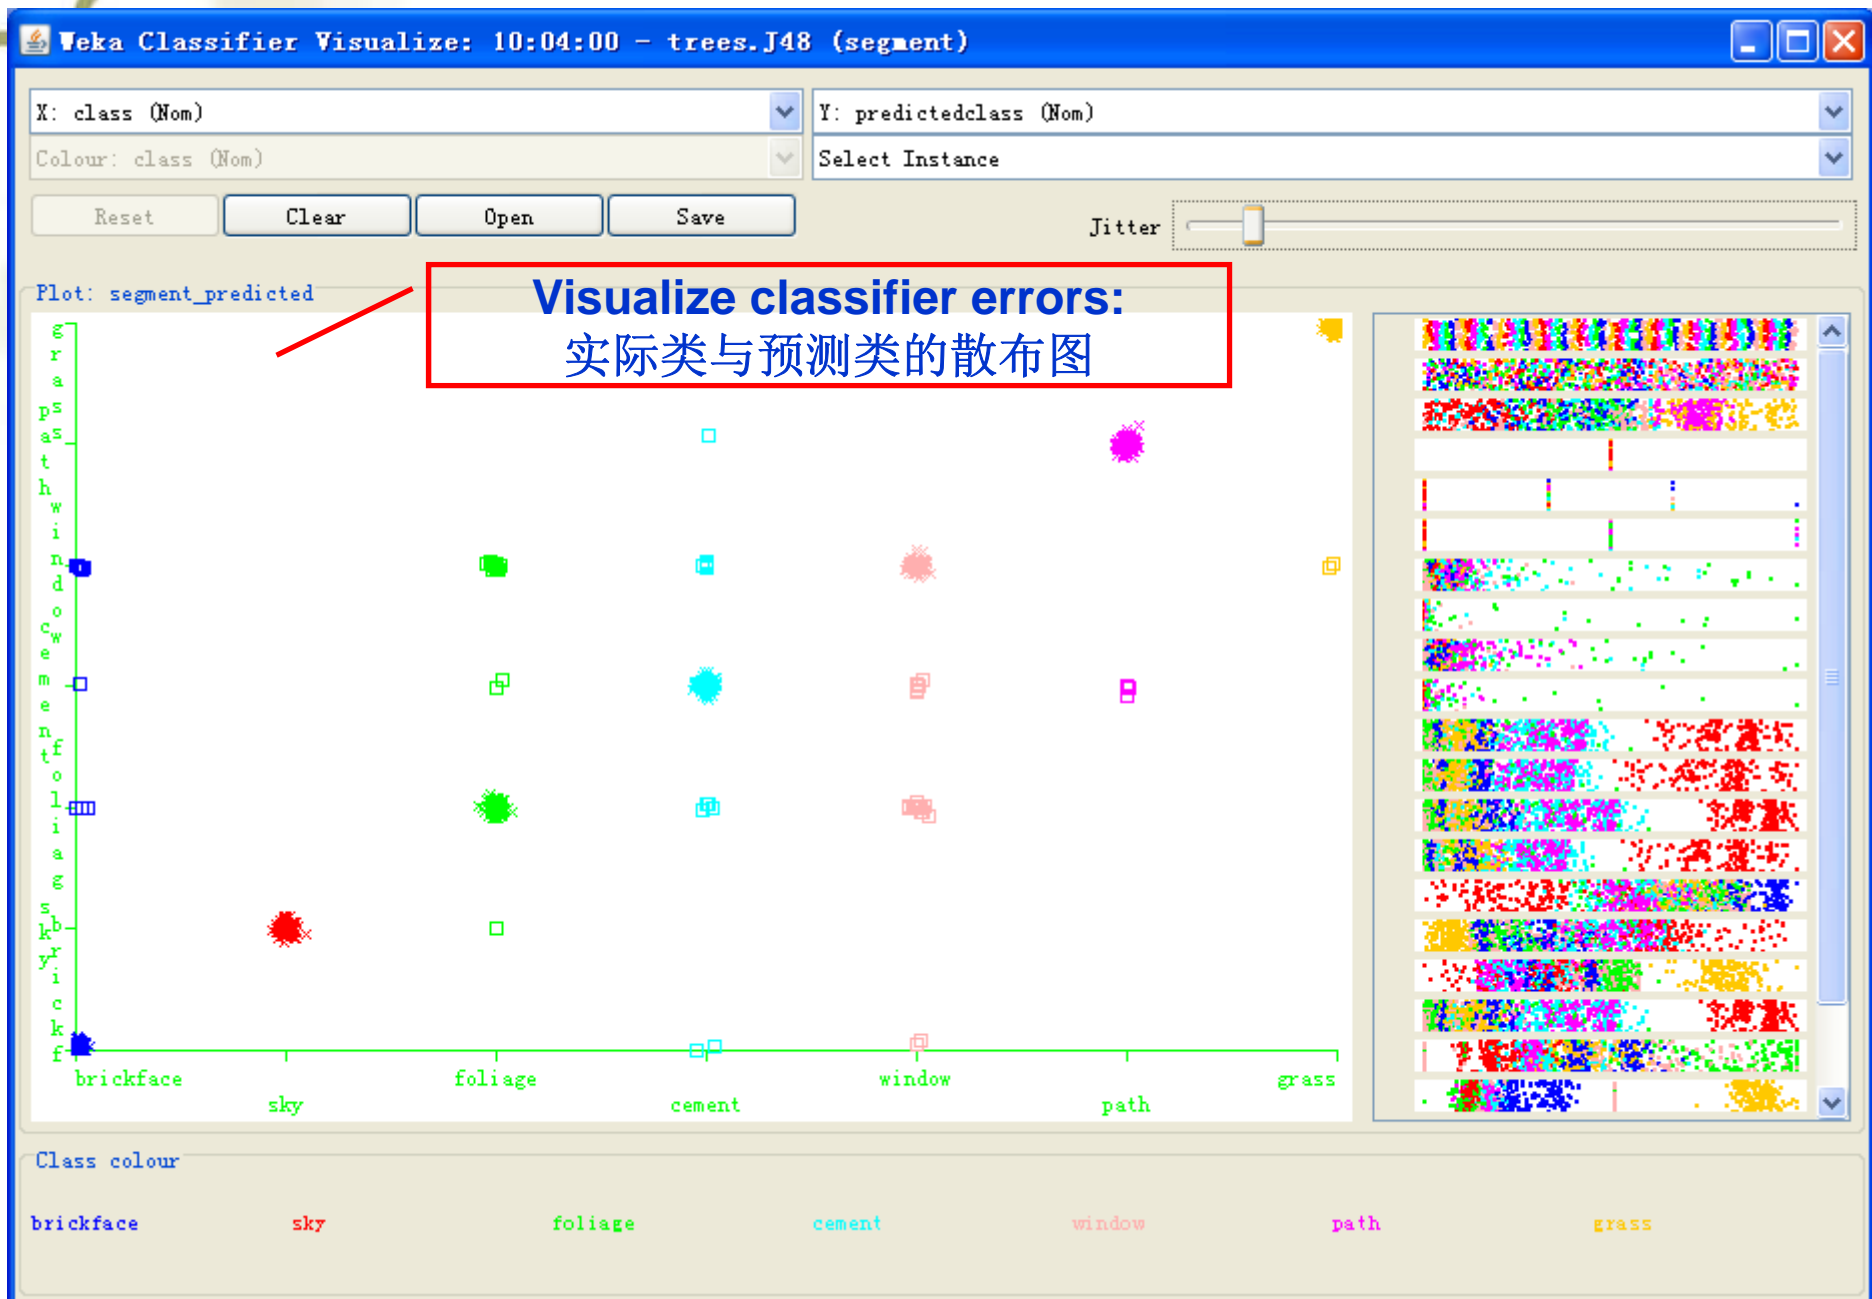 Weka Classifier Visualize: 10:04:00 - trees.J48 (segment)
X: class (Nom)
Y: predictedclass (Nom)
Colour: class (Nom)
Select Instance
Reset
Clear
Open
Save
Jitter
Plot: segment_predicted
Visualize classifier errors:
实际类与预测类的散布图
grass
path
window
cement
foliag
sky
brickf
brickface
foliage
window
grass
sky
cement
path
Class colour
brickface
sky
foliage
cement
window
path
grass